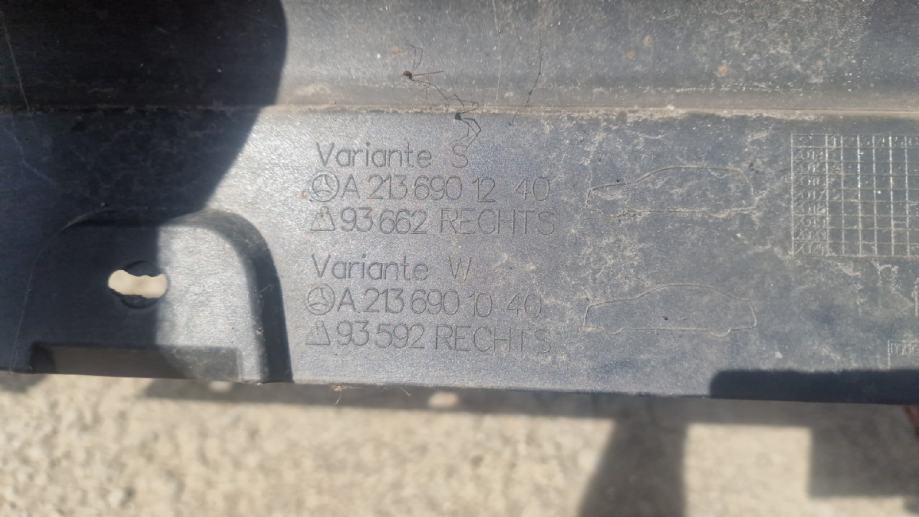 Variante S
A 213 690 12 40
93 662 RECHTS
Variante W
A 213 690 10 40
93 592 RECHTS